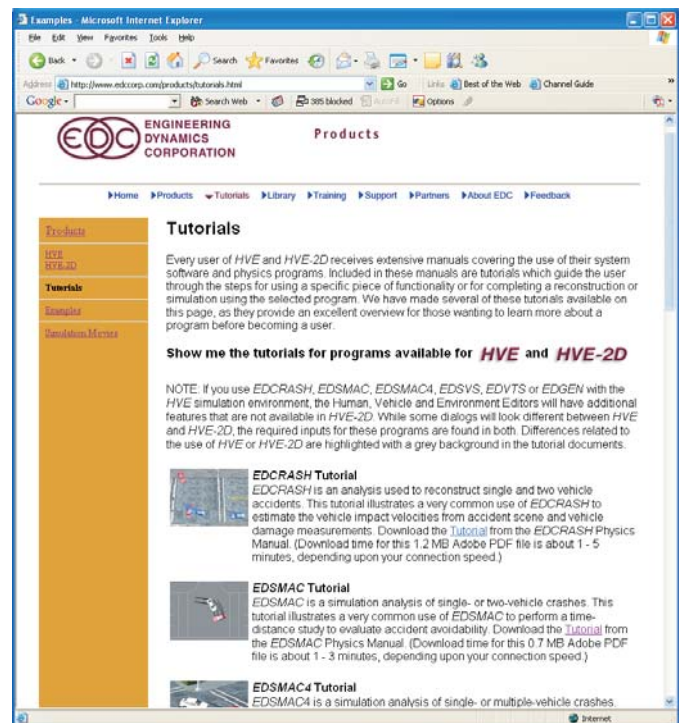 Examples - Microsoft Internet Explorer
File Edit View Favorites Tools Help
Back Search Favorites
Address http://www.edccorp.com/products/tutorials.html Go Links Best of the Web Channel Guide
Google Search Web 385 blocked Options
EDC ENGINEERING
DYNAMICS
CORPORATION
Products
Home Products Tutorials Library Training Support Partners About EDC Feedback
Products
HVE
HVE-2D
Tutorials
Examples
Simulation Movies
Tutorials
Every user of HVE and HVE-2D receives extensive manuals covering the use of their system
software and physics programs. Included in these manuals are tutorials which guide the user
through the steps for using a specific piece of functionality or for completing a reconstruction or
simulation using the selected program. We have made several of these tutorials available on
this page, as they provide an excellent overview for those wanting to learn more about a
program before becoming a user.
Show me the tutorials for programs available for HVE and HVE-2D
NOTE: If you use EDCRASH, EDSMAC, EDSMAC4, EDSVS, EDVTS or EDGEN with the
HVE simulation environment, the Human, Vehicle and Environment Editors will have additional
features that are not available in HVE-2D. While some dialogs will look different between HVE
and HVE-2D, the required inputs for these programs are found in both. Differences related to
the use of HVE or HVE-2D are highlighted with a grey background in the tutorial documents.
EDCRASH Tutorial
EDCRASH is an analysis used to reconstruct single and two vehicle
accidents. This tutorial illustrates a very common use of EDCRASH to
estimate the vehicle impact velocities from accident scene and vehicle
damage measurements. Download the Tutorial from the EDCRASH Physics
Manual. (Download time for this 1.2 MB Adobe PDF file is about 1 - 5
minutes, depending upon your connection speed.)
EDSMAC Tutorial
EDSMAC is a simulation analysis of single- or two-vehicle crashes. This
tutorial illustrates a very common use of EDSMAC to perform a time-
distance study to evaluate accident avoidability. Download the Tutorial from
the EDSMAC Physics Manual. (Download time for this 0.7 MB Adobe PDF
file is about 1 - 3 minutes, depending upon your connection speed.)
EDSMAC4 Tutorial
EDSMAC4 is a simulation analysis of single- or multiple-vehicle crashes.
Internet